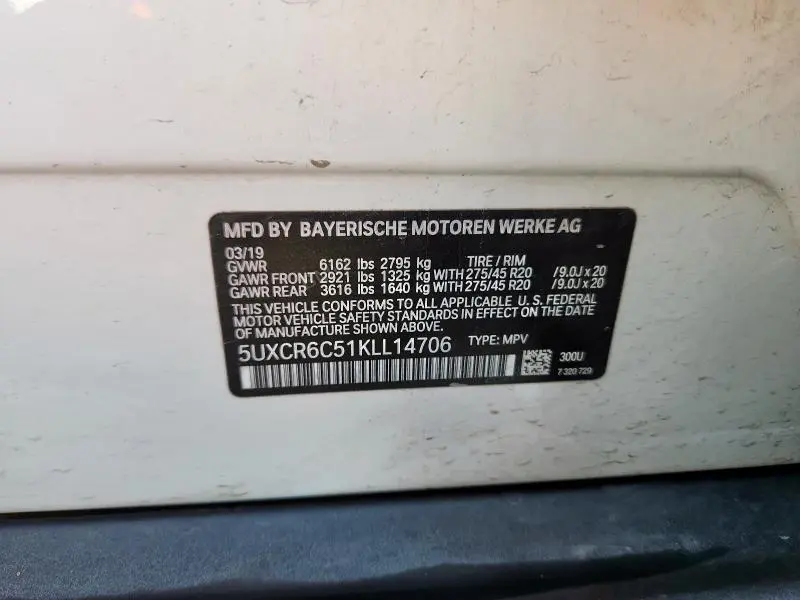 MFD BY BAYERISCHE MOTOREN WERKE AG
03/19
GVWR 6162 lbs 2795 kg TIRE / RIM
GAWR FRONT 2921 lbs 1325 kg WITH 275/45 R20 /9.0J x 20
GAWR REAR 3616 lbs 1640 kg WITH 275/45 R20 /9.0J x 20
THIS VEHICLE CONFORMS TO ALL APPLICABLE U. S. FEDERAL
MOTOR VEHICLE SAFETY STANDARDS IN EFFECT ON THE DATE
OF MANUFACTURE SHOWN ABOVE.
5UXCR6C51KLL14706 TYPE: MPV
300U
7 320 729